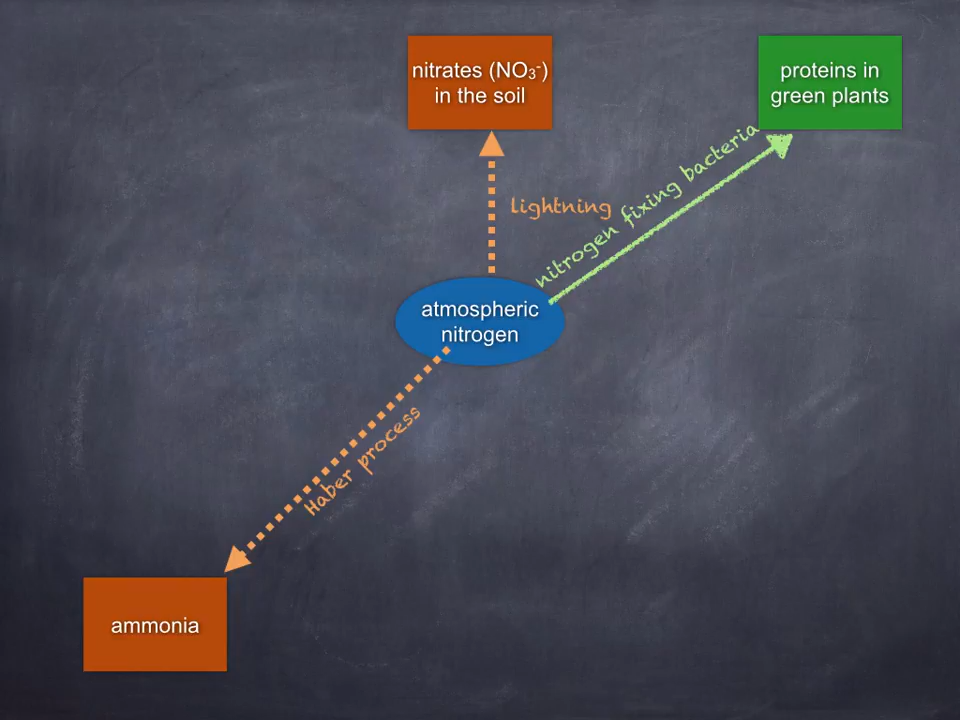 nitrates (NO₃⁻)
in the soil
proteins in
green plants
lightning
nitrogen fixing bacteria
atmospheric
nitrogen
Haber process
ammonia